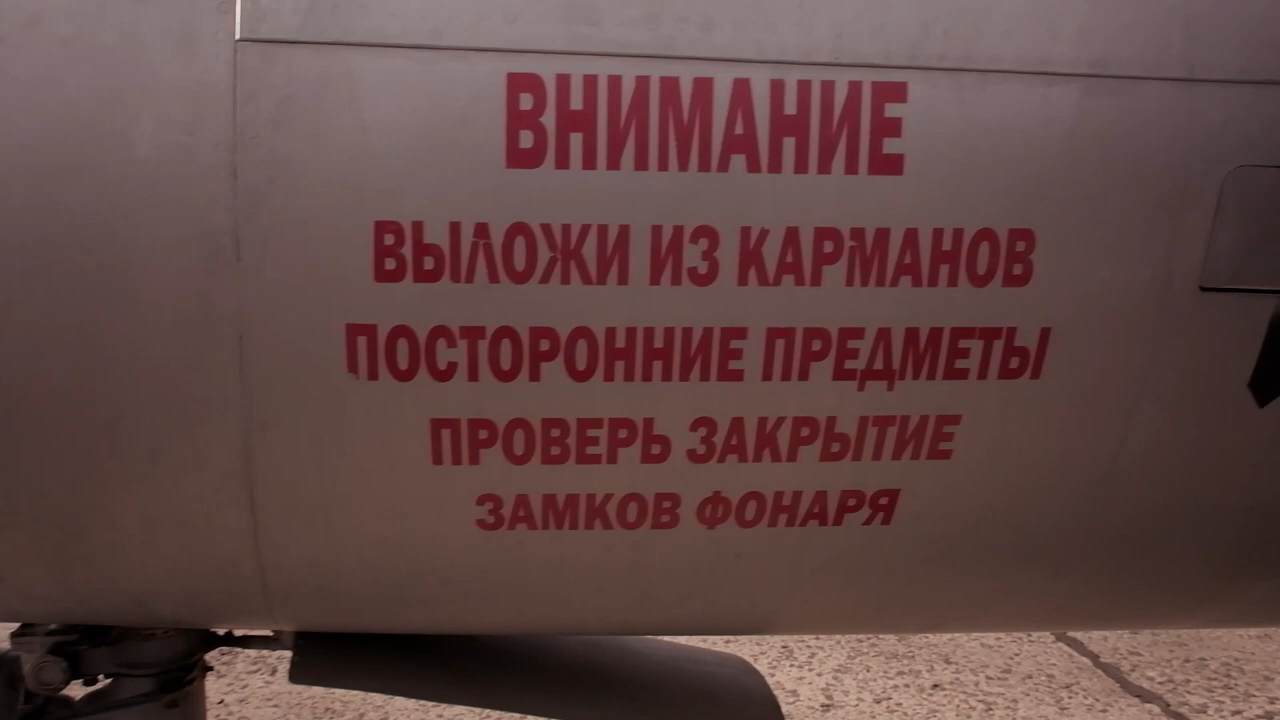 ВНИМАНИЕ
ВЫЛОЖИ ИЗ КАРМАНОВ
ПОСТОРОННИЕ ПРЕДМЕТЫ
ПРОВЕРЬ ЗАКРЫТИЕ
ЗАМКОВ ФОНАРЯ